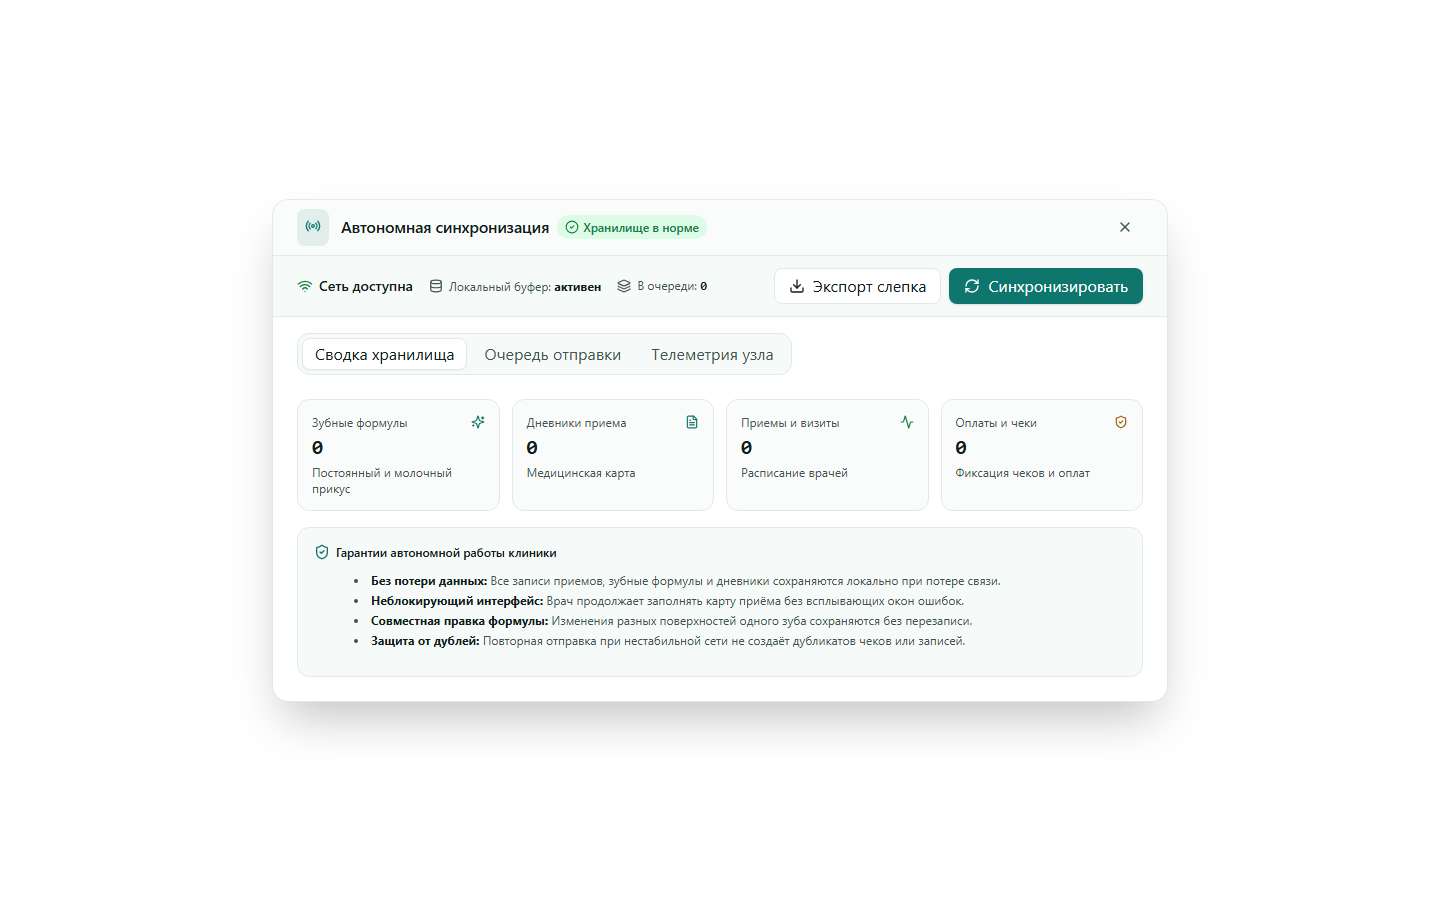 Автономная синхронизация
Хранилище в норме
Сеть доступна
Локальный буфер: активен
В очереди: 0
Экспорт слепка
Синхронизировать
Сводка хранилища
Очередь отправки
Телеметрия узла
Зубные формулы
0
Постоянный и молочный
прикус
Дневники приема
0
Медицинская карта
Приемы и визиты
0
Расписание врачей
Оплаты и чеки
0
Фиксация чеков и оплат
Гарантии автономной работы клиники
• Без потери данных: Все записи приемов, зубные формулы и дневники сохраняются локально при потере связи.
• Неблокирующий интерфейс: Врач продолжает заполнять карту приёма без всплывающих окон ошибок.
• Совместная правка формулы: Изменения разных поверхностей одного зуба сохраняются без перезаписи.
• Защита от дублей: Повторная отправка при нестабильной сети не создаёт дубликатов чеков или записей.